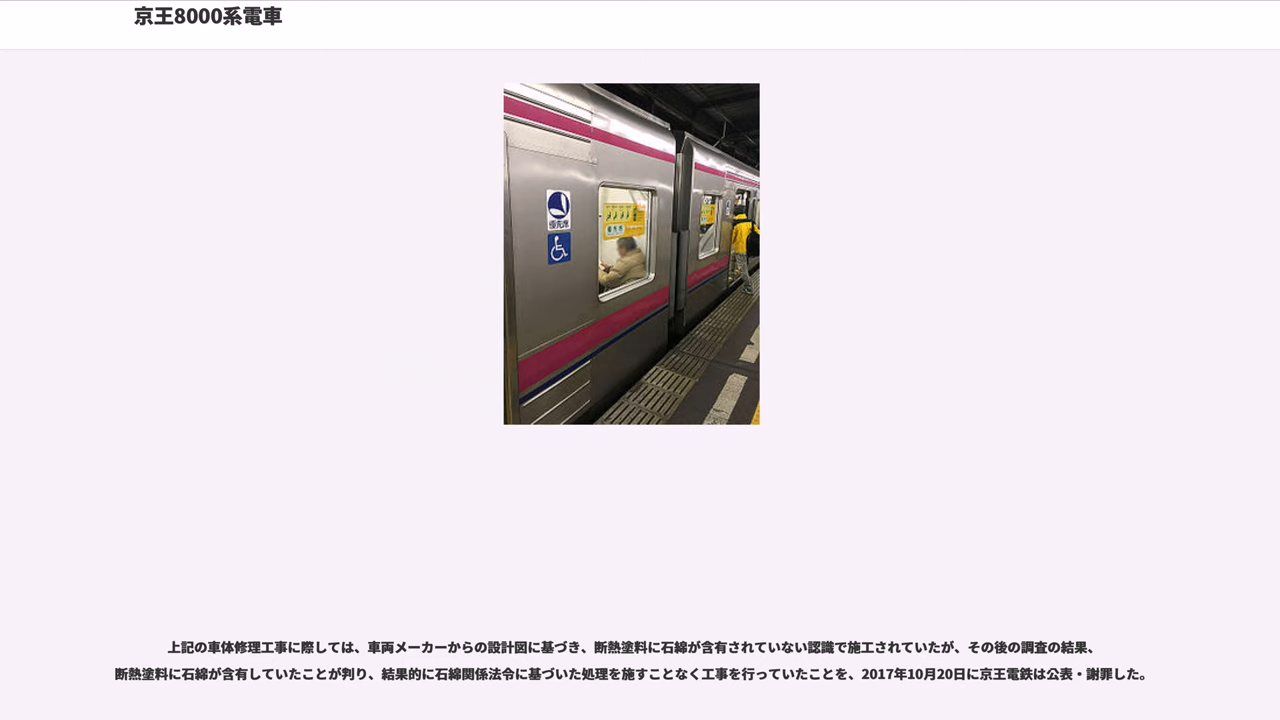 京王8000系電車
優先席
上記の車体修理工事に際しては、車両メーカーからの設計図に基づき、断熱塗料に石綿が含有されていない認識で施工されていたが、その後の調査の結果、
断熱塗料に石綿が含有していたことが判り、結果的に石綿関係法令に基づいた処理を施すことなく工事を行っていたことを、2017年10月20日に京王電鉄は公表・謝罪した。